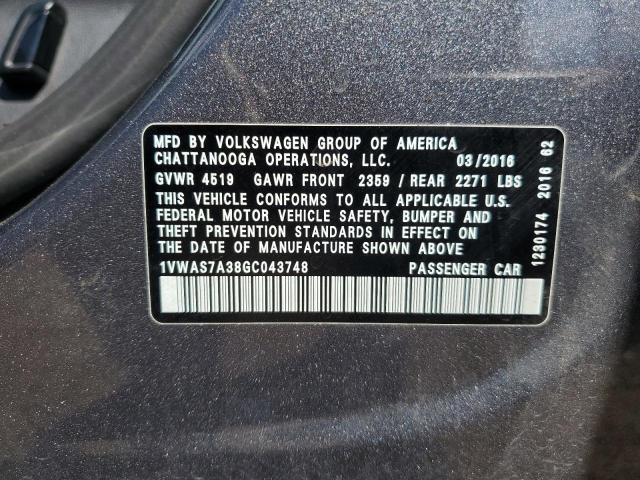 MFD BY VOLKSWAGEN GROUP OF AMERICA
CHATTANOOGA OPERATIONS, LLC. 03/2016
GVWR 4519 GAWR FRONT 2359 / REAR 2271 LBS
THIS VEHICLE CONFORMS TO ALL APPLICABLE U.S.
FEDERAL MOTOR VEHICLE SAFETY, BUMPER AND
THEFT PREVENTION STANDARDS IN EFFECT ON
THE DATE OF MANUFACTURE SHOWN ABOVE.
1VWAS7A38GC043748 PASSENGER CAR
1230174 2016 62